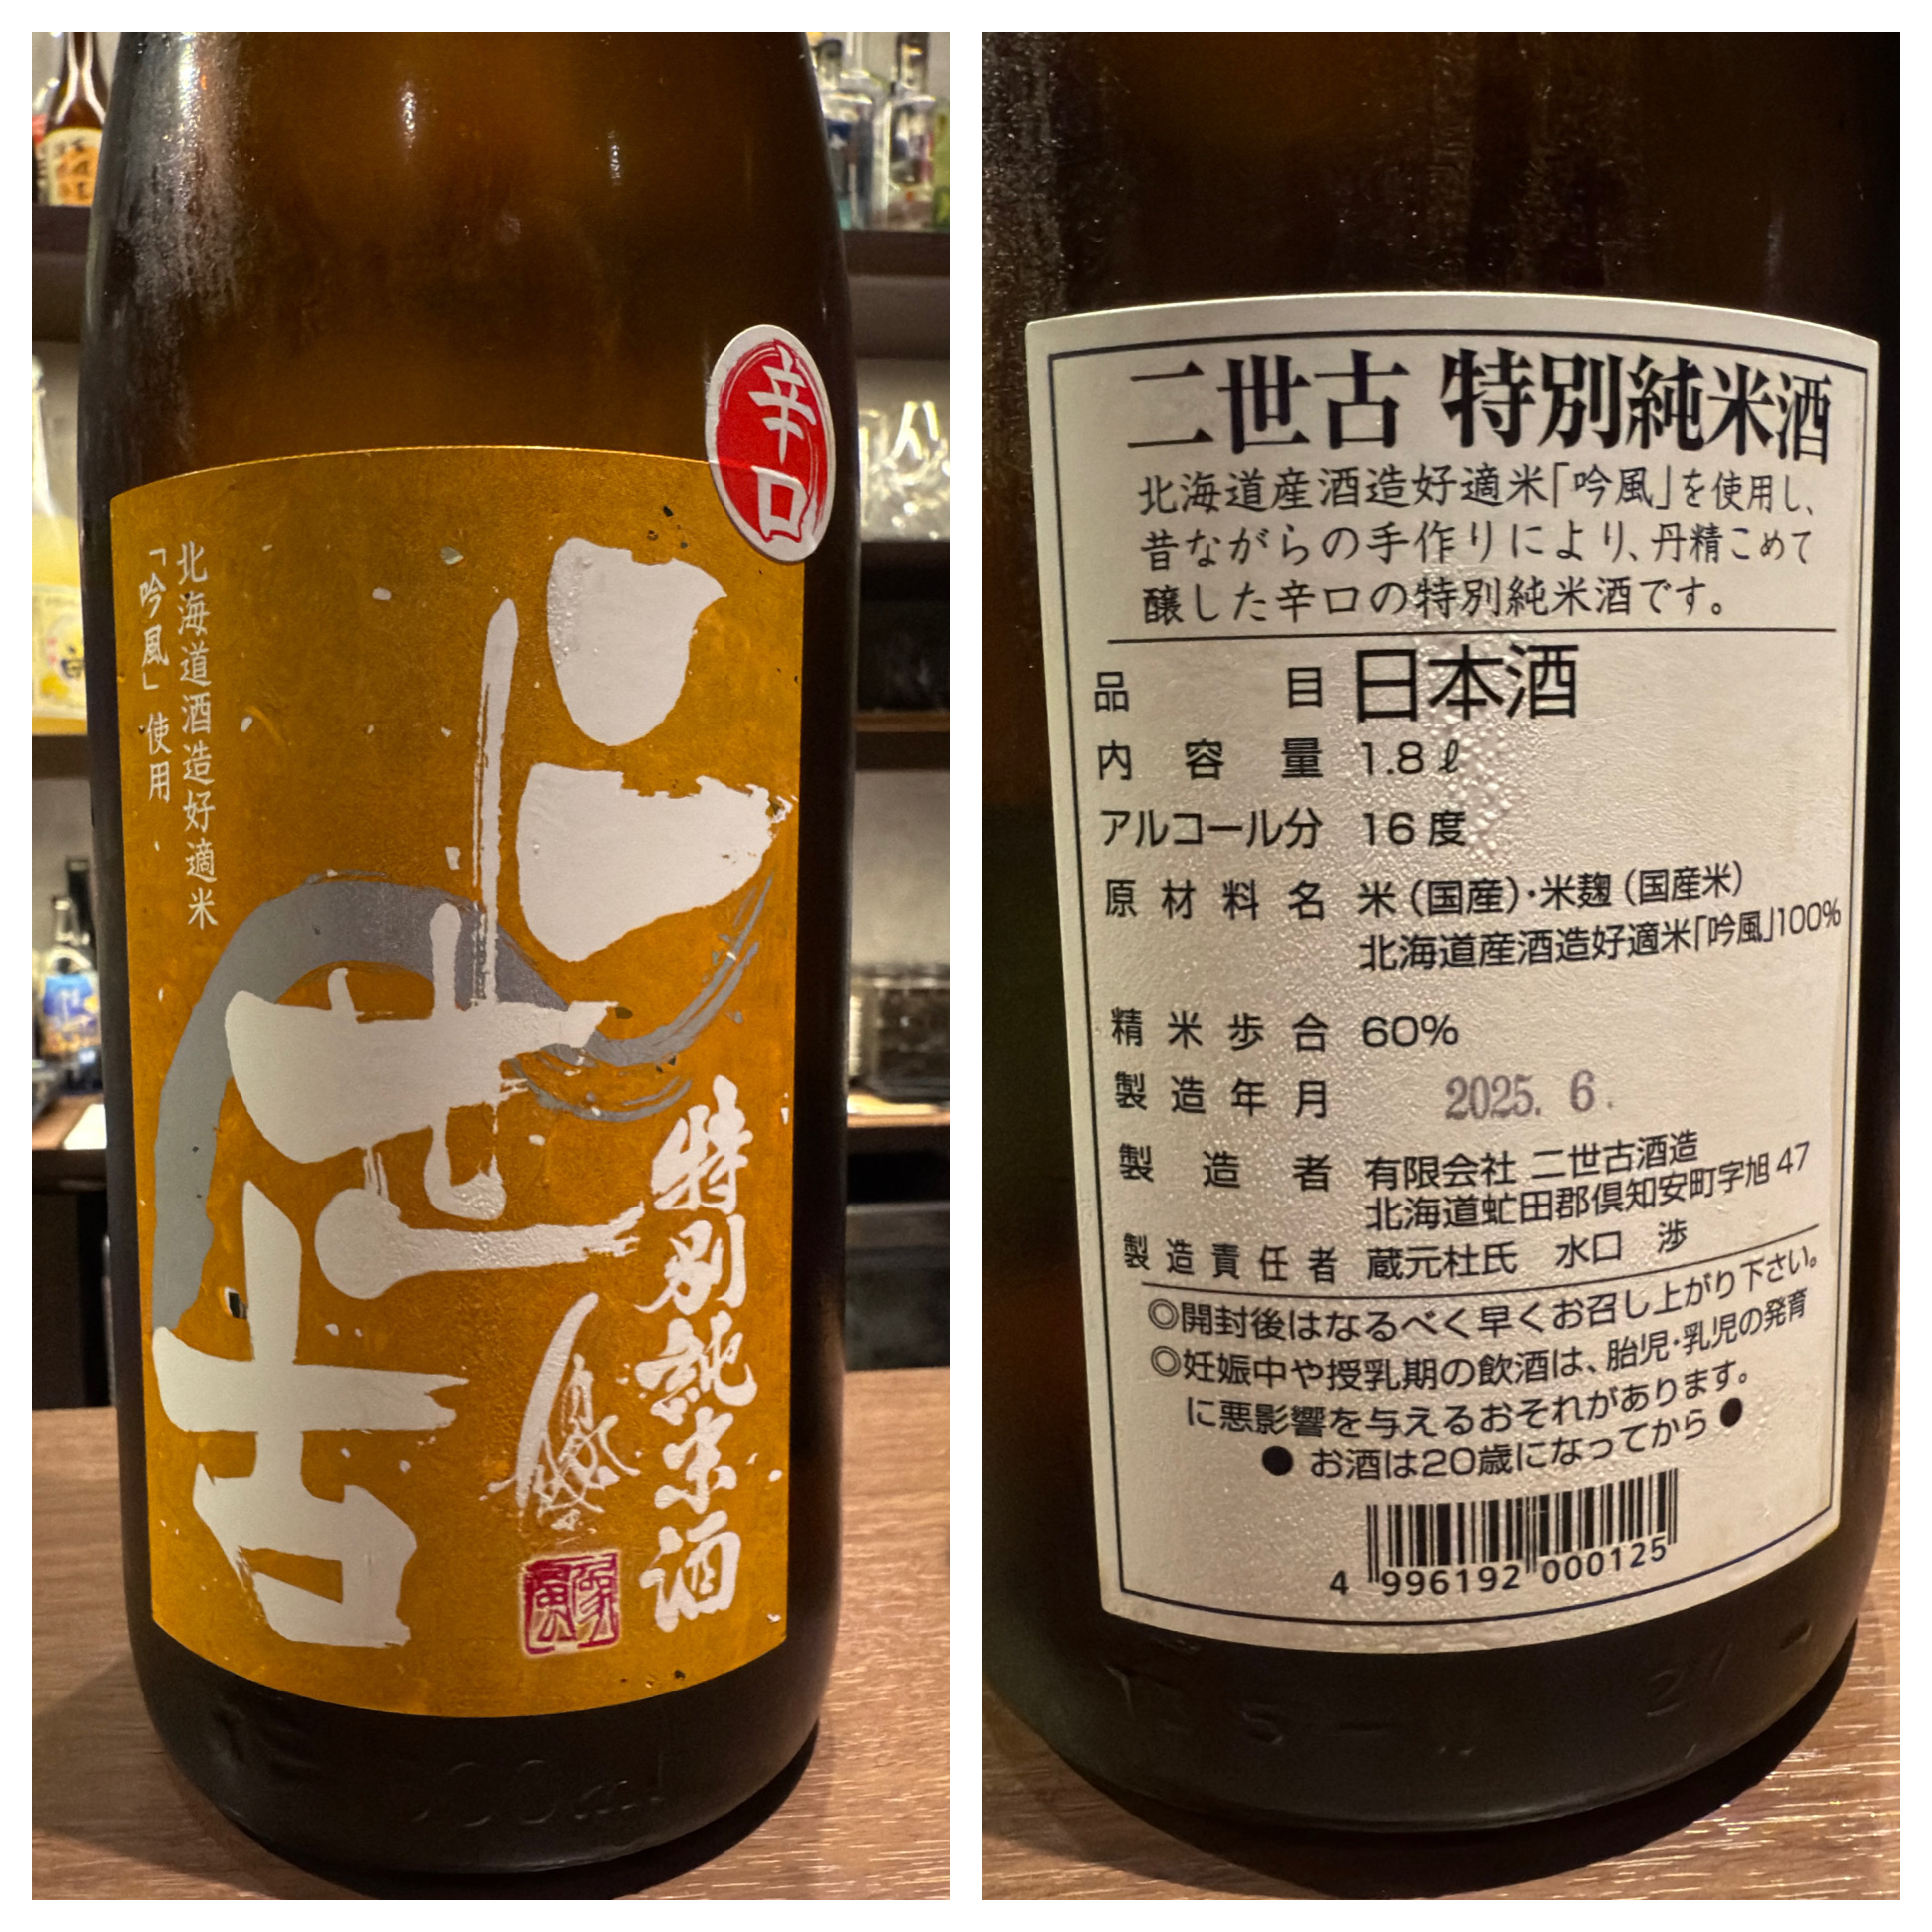 辛口
北海道酒造好適米
「吟風」使用
二世古
特別純米酒
二世古 特別純米酒
北海道産酒造好適米「吟風」を使用し、
昔ながらの手作りにより、丹精こめて
醸した辛口の特別純米酒です。
品目 日本酒
内容量 1.8ℓ
アルコール分 16度
原材料名 米(国産)・米麹(国産米)
北海道産酒造好適米「吟風」100%
精米歩合 60%
製造年月 2025. 6.
製造者 有限会社 二世古酒造
北海道虻田郡倶知安町字旭47
製造責任者 蔵元杜氏 水口 渉
◎開封後はなるべく早くお召し上がり下さい。
◎妊娠中や授乳期の飲酒は、胎児・乳児の発育
に悪影響を与えるおそれがあります。
●お酒は20歳になってから●
4 996192 000125